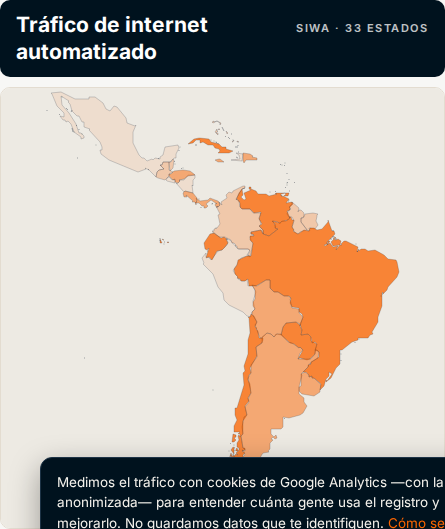 Tráfico de internet
automatizado
SIWA · 33 ESTADOS
Medimos el tráfico con cookies de Google Analytics —con la
anonimizada— para entender cuánta gente usa el registro y
mejorarlo. No guardamos datos que te identifiquen. Cómo se